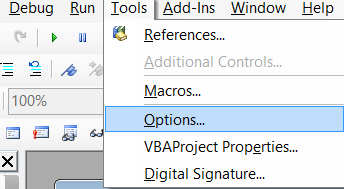 Debug Run Tools Add-Ins Window Help
References...
Additional Controls...
Macros...
100%
Options...
VBAProject Properties...
Digital Signature...